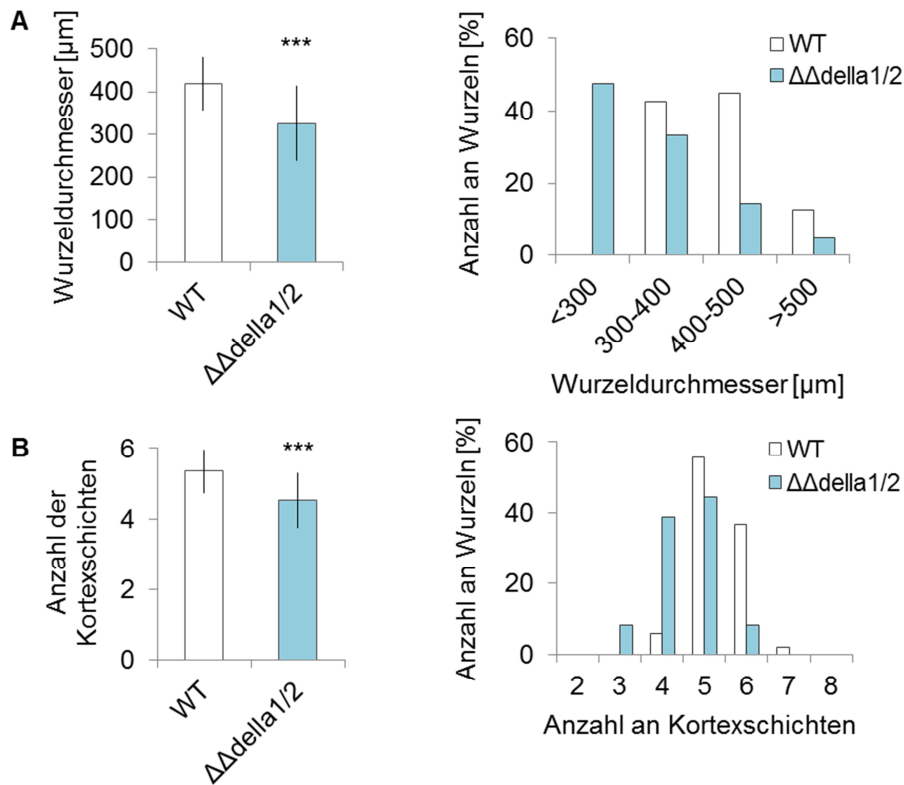 A
Wurzeldurchmesser [µm]
500
400
300
200
100
0
***
WT
ΔΔdella1/2
Anzahl an Wurzeln [%]
60
40
20
0
WT
ΔΔdella1/2
<300
300-400
400-500
>500
Wurzeldurchmesser [µm]
B
Anzahl der
Kortexschichten
6
4
2
0
***
WT
ΔΔdella1/2
Anzahl an Wurzeln [%]
60
40
20
0
WT
ΔΔdella1/2
2 3 4 5 6 7 8
Anzahl an Kortexschichten